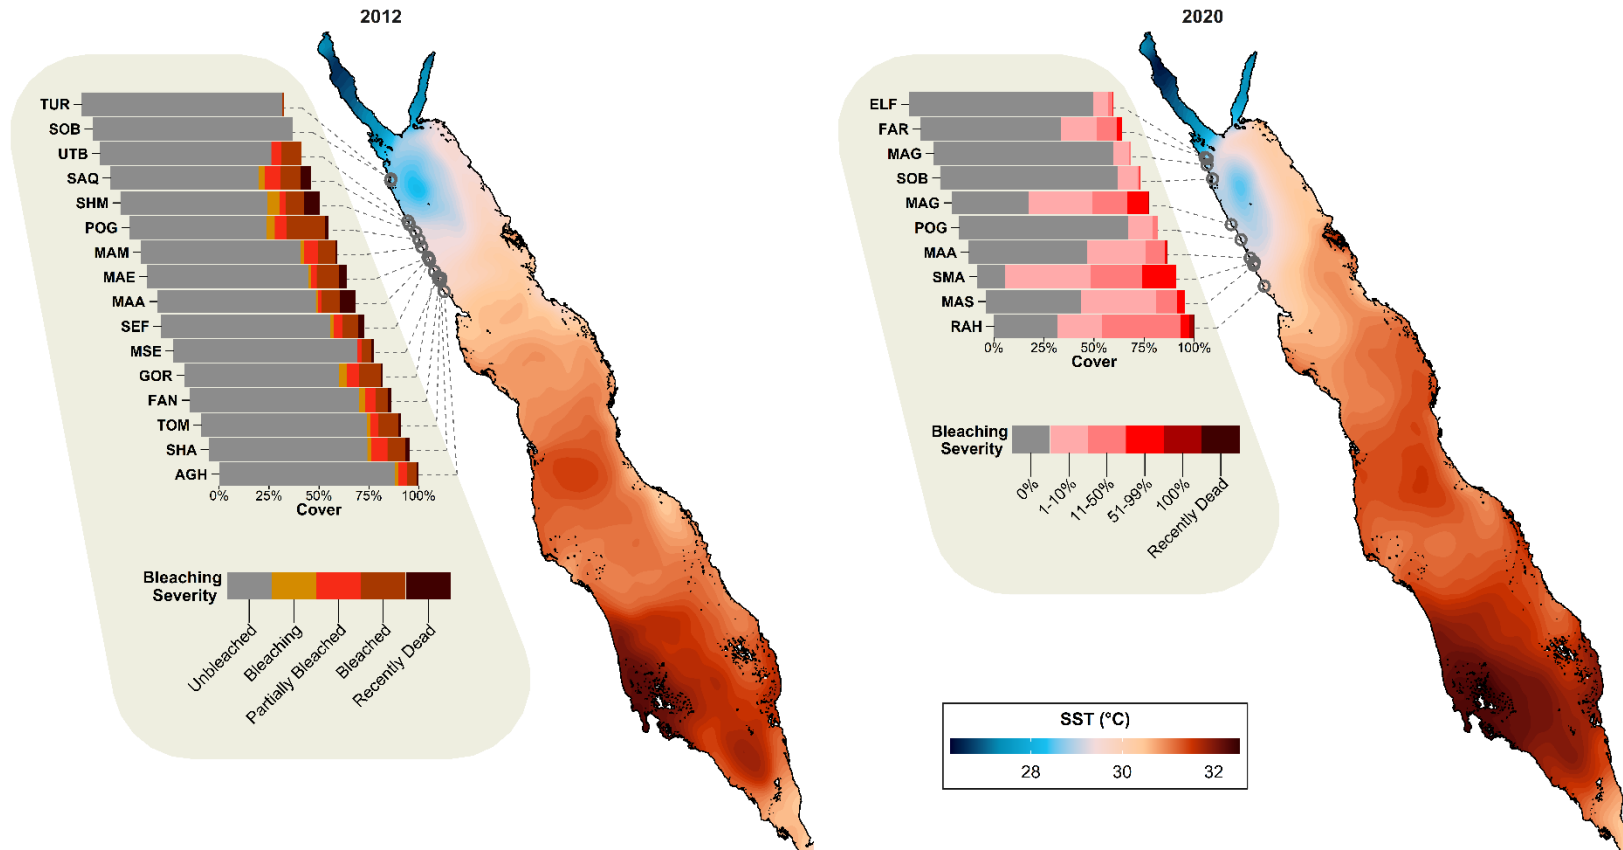 2012
TUR
SOB
UTB
SAQ
SHM
POG
MAM
MAE
MAA
SEF
MSE
GOR
FAN
TOM
SHA
AGH
0% 25% 50% 75% 100%
Cover
Bleaching
Severity
Unbleached
Bleaching
Partially Bleached
Bleached
Recently Dead
2020
ELF
FAR
MAG
SOB
MAG
POG
MAA
SMA
MAS
RAH
0% 25% 50% 75% 100%
Cover
Bleaching
Severity
0%
1-10%
11-50%
51-99%
100%
Recently Dead
SST (°C)
28 30 32